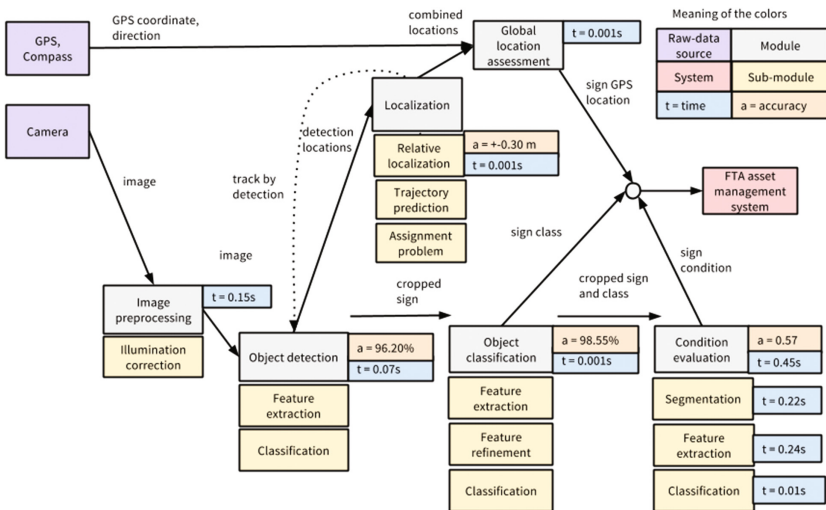 GPS coordinate,
direction
combined
locations
Meaning of the colors
GPS,
Compass
Global
location
assessment
t = 0.001s
Raw-data
source
Module
System
Sub-module
t = time
a = accuracy
sign GPS
location
Camera
Localization
detection
locations
Relative
localization
a = +-0.30 m
t = 0.001s
Trajectory
prediction
Assignment
problem
track by
detection
image
image
FTA asset
management
system
sign class
sign
condition
cropped
sign
cropped sign
and class
Image
preprocessing
t = 0.15s
Illumination
correction
Object detection
a = 96.20%
t = 0.07s
Feature
extraction
Classification
Object
classification
a = 98.55%
t = 0.001s
Feature
extraction
Feature
refinement
Classification
Condition
evaluation
a = 0.57
t = 0.45s
Segmentation
t = 0.22s
Feature
extraction
t = 0.24s
Classification
t = 0.01s